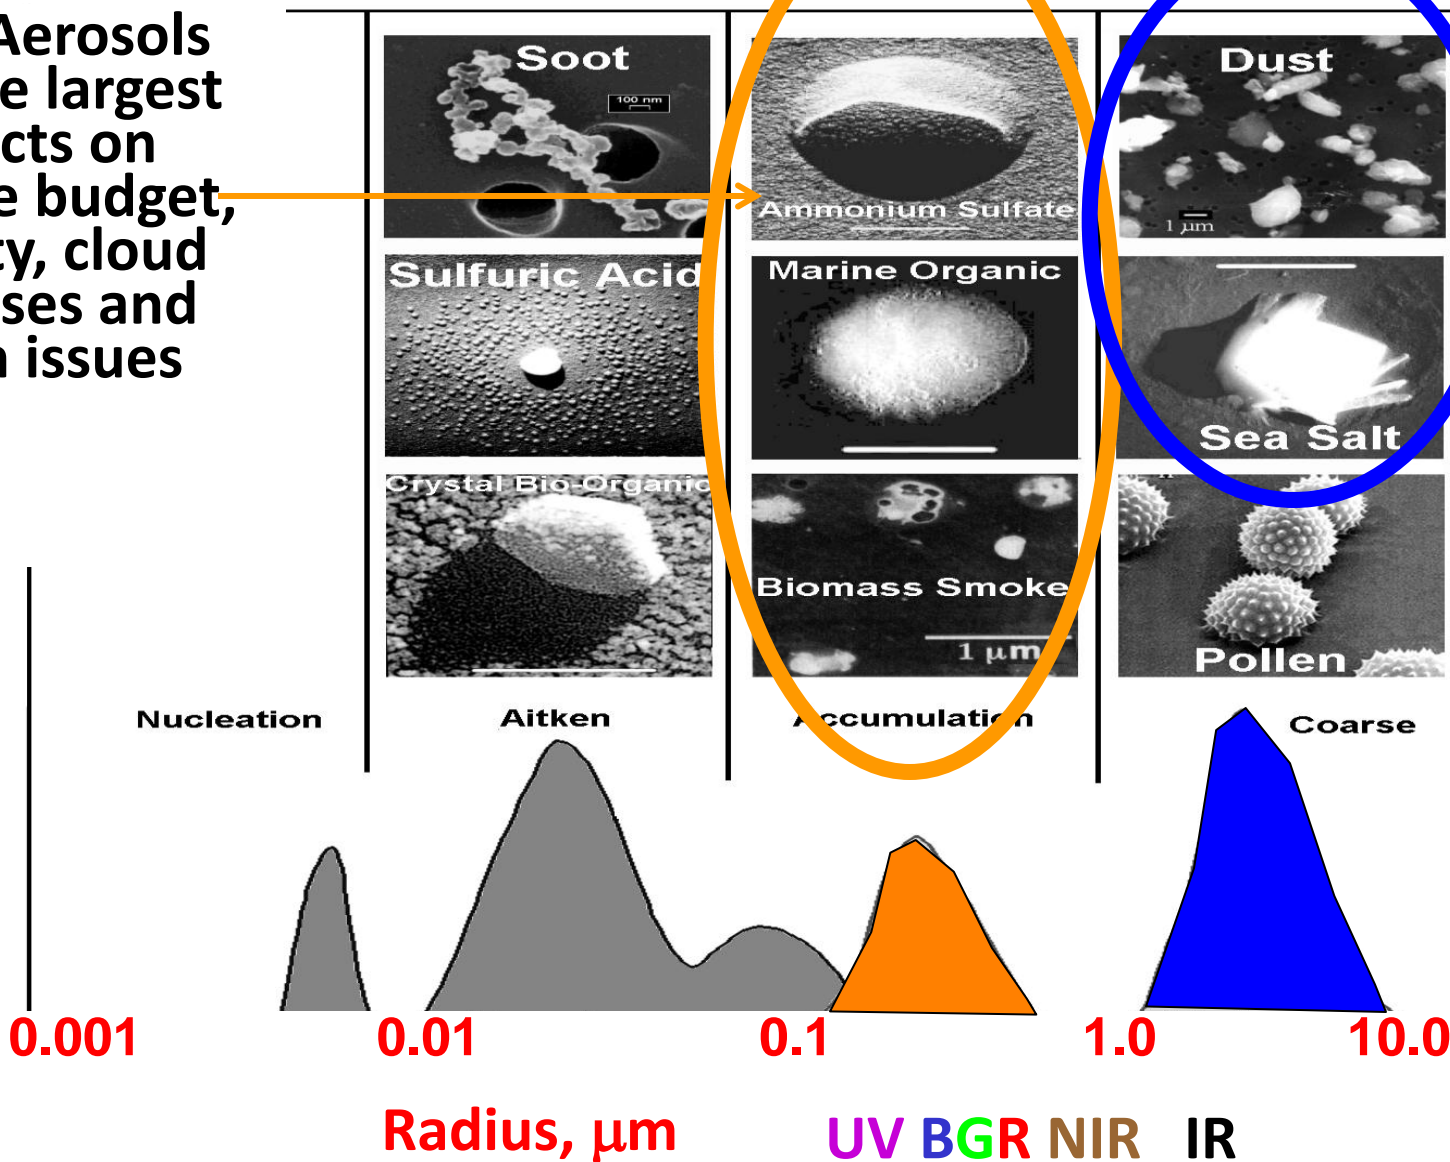 Aerosols
e largest
cts on
e budget,
ty, cloud
ses and
n issues
Soot
100 nm
Sulfuric Acid
Crystal Bio-Organic
Ammonium Sulfate
Marine Organic
Biomass Smoke
1 μm
Dust
1 μm
Sea Salt
Pollen
Nucleation
Aitken
Accumulation
Coarse
0.001
0.01
0.1
1.0
10.0
Radius, μm
UV BGR NIR IR